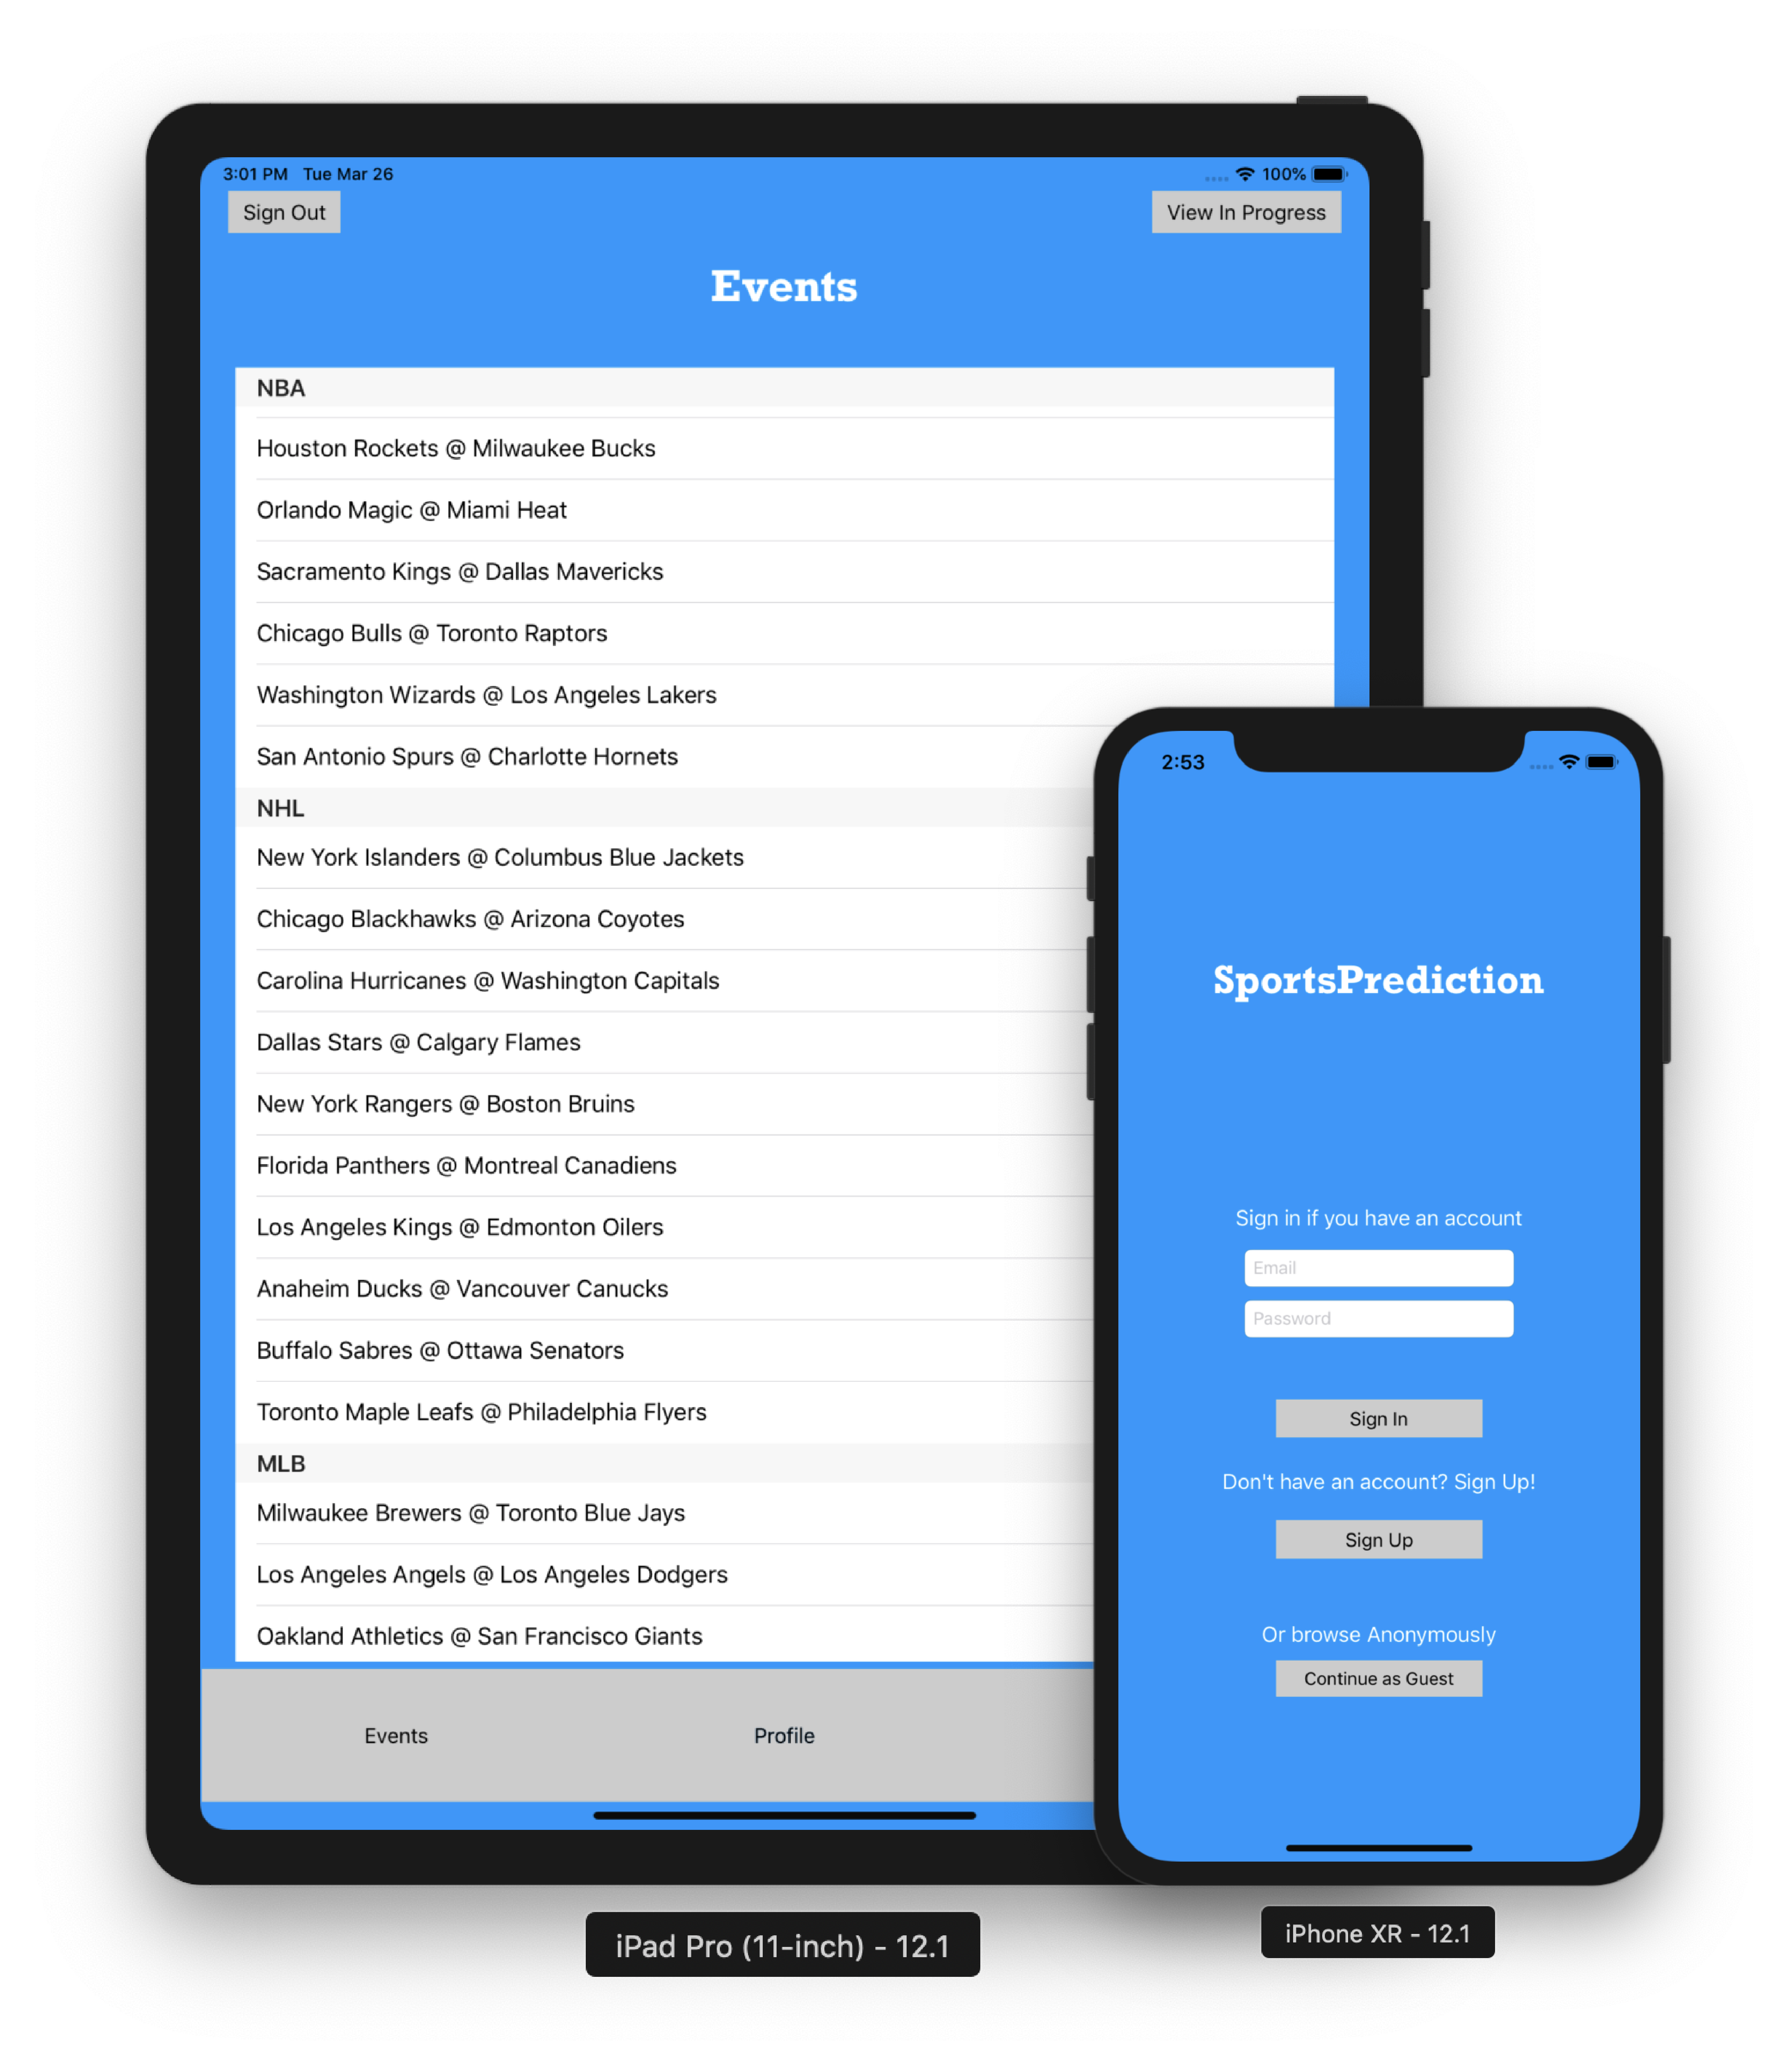 3:01 PM Tue Mar 26 100%
Sign Out View In Progress
Events
NBA
Houston Rockets @ Milwaukee Bucks
Orlando Magic @ Miami Heat
Sacramento Kings @ Dallas Mavericks
Chicago Bulls @ Toronto Raptors
Washington Wizards @ Los Angeles Lakers
San Antonio Spurs @ Charlotte Hornets
NHL
New York Islanders @ Columbus Blue Jackets
Chicago Blackhawks @ Arizona Coyotes
Carolina Hurricanes @ Washington Capitals
Dallas Stars @ Calgary Flames
New York Rangers @ Boston Bruins
Florida Panthers @ Montreal Canadiens
Los Angeles Kings @ Edmonton Oilers
Anaheim Ducks @ Vancouver Canucks
Buffalo Sabres @ Ottawa Senators
Toronto Maple Leafs @ Philadelphia Flyers
MLB
Milwaukee Brewers @ Toronto Blue Jays
Los Angeles Angels @ Los Angeles Dodgers
Oakland Athletics @ San Francisco Giants
Events Profile
iPad Pro (11-inch) - 12.1
2:53
SportsPrediction
Sign in if you have an account
Email
Password
Sign In
Don't have an account? Sign Up!
Sign Up
Or browse Anonymously
Continue as Guest
iPhone XR - 12.1